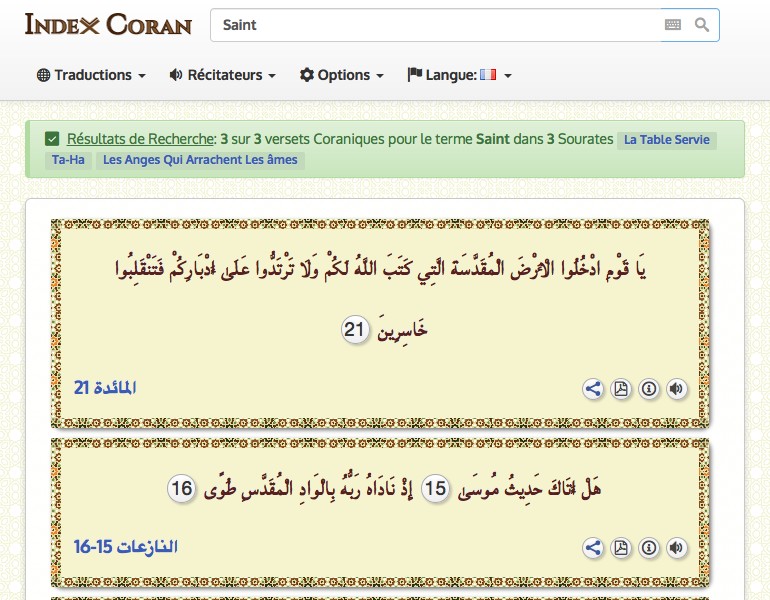 INDEX CORAN
Saint
Traductions
Récitateurs
Options
Langue:
Résultats de Recherche: 3 sur 3 versets Coraniques pour le terme Saint dans 3 Sourates La Table Servie
Ta-Ha Les Anges Qui Arrachent Les âmes
يَا قَوْمِ ادْخُلُوا الْأَرْضَ الْمُقَدَّسَةَ الَّتِي كَتَبَ اللَّهُ لَكُمْ وَلَا تَرْتَدُّوا عَلَىٰ أَدْبَارِكُمْ فَتَنْقَلِبُوا
خَاسِرِينَ 21
المائدة 21
هَلْ أَتَاكَ حَدِيثُ مُوسَىٰ 15 إِذْ نَادَاهُ رَبُّهُ بِالْوَادِ الْمُقَدَّسِ طُوًى 16
النازعات 15-16